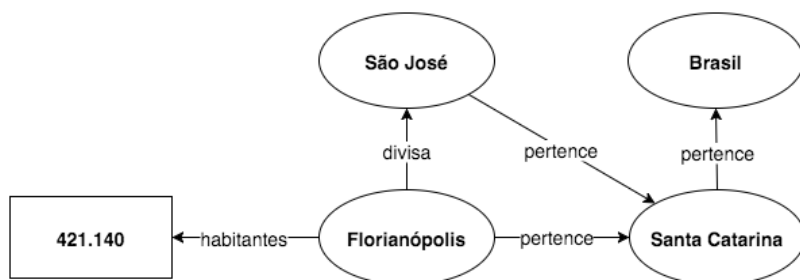 São José
Brasil
divisa
pertence
pertence
421.140
habitantes
Florianópolis
pertence
Santa Catarina